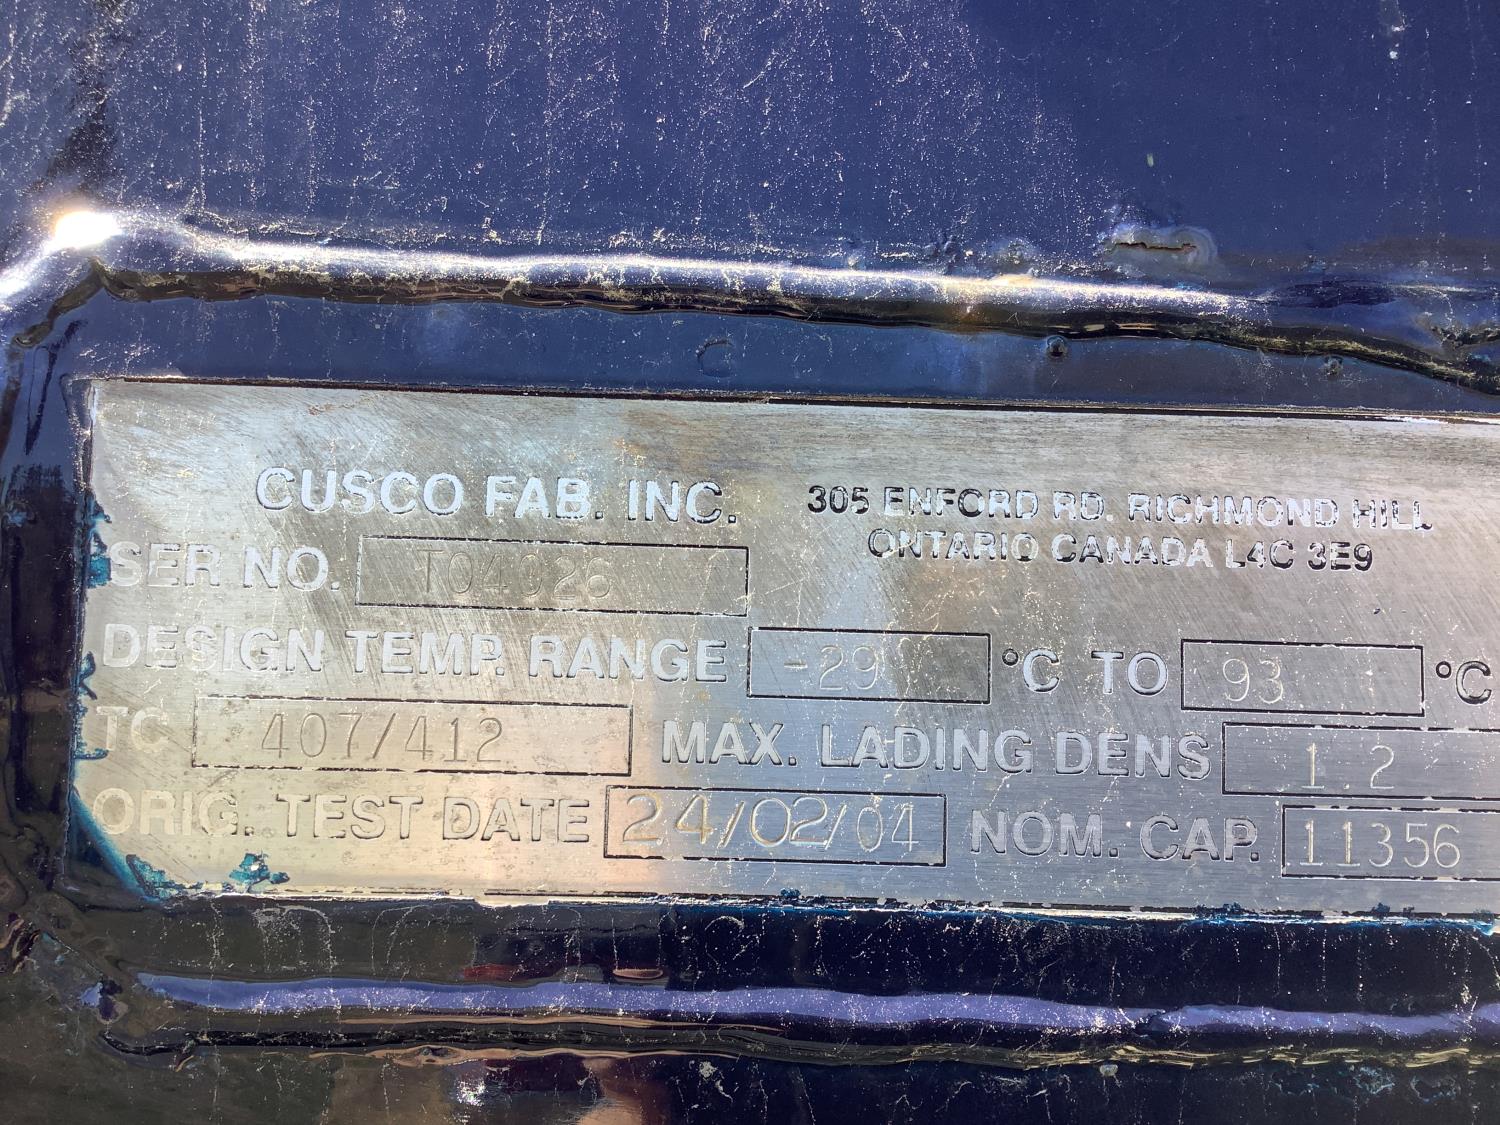 CUSCO FAB. INC. 305 ENFORD RD. RICHMOND HILL
ONTARIO CANADA L4C 3E9
SER NO. T04026
DESIGN TEMP. RANGE -29 °C TO 93 °C
TC 407/412 MAX. LADING DENS 1.2
ORIG. TEST DATE 24/02/04 NOM. CAP. 11356